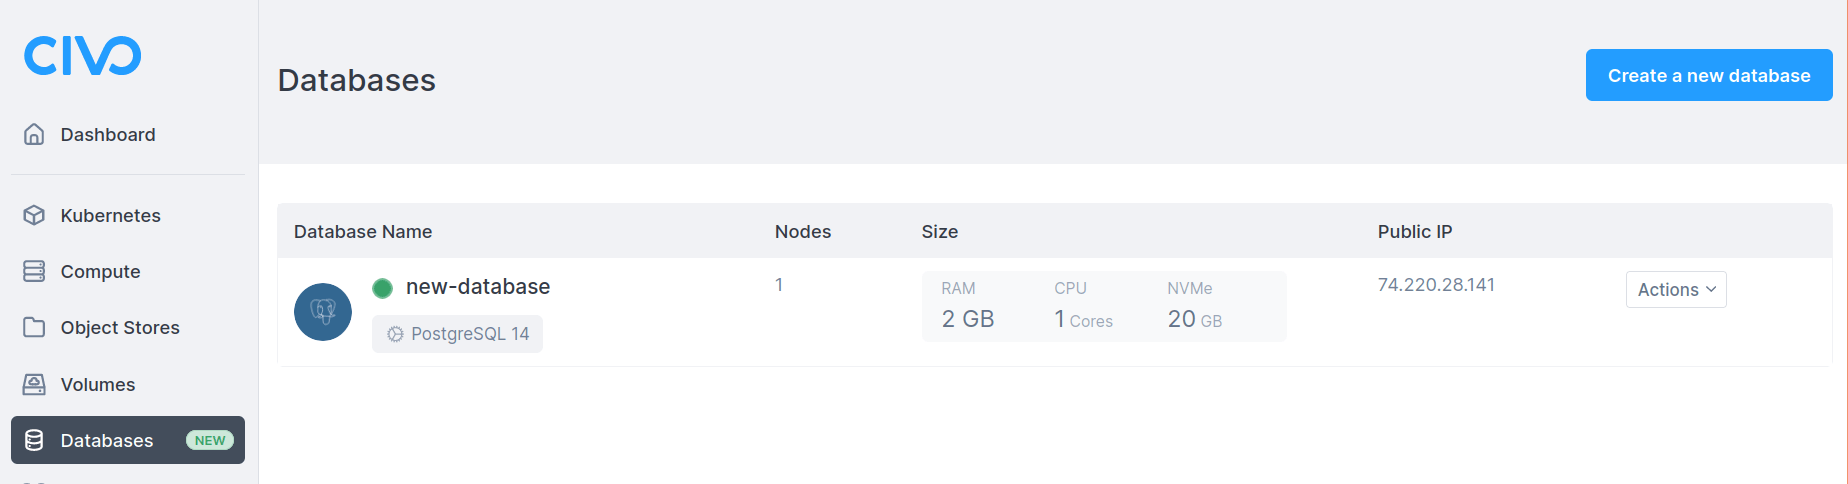 CIVO
Dashboard
Kubernetes
Compute
Object Stores
Volumes
Databases NEW
Databases
Create a new database
Database Name Nodes Size Public IP
new-database
PostgreSQL 14
1
RAM CPU NVMe
2 GB 1 Cores 20 GB
74.220.28.141
Actions